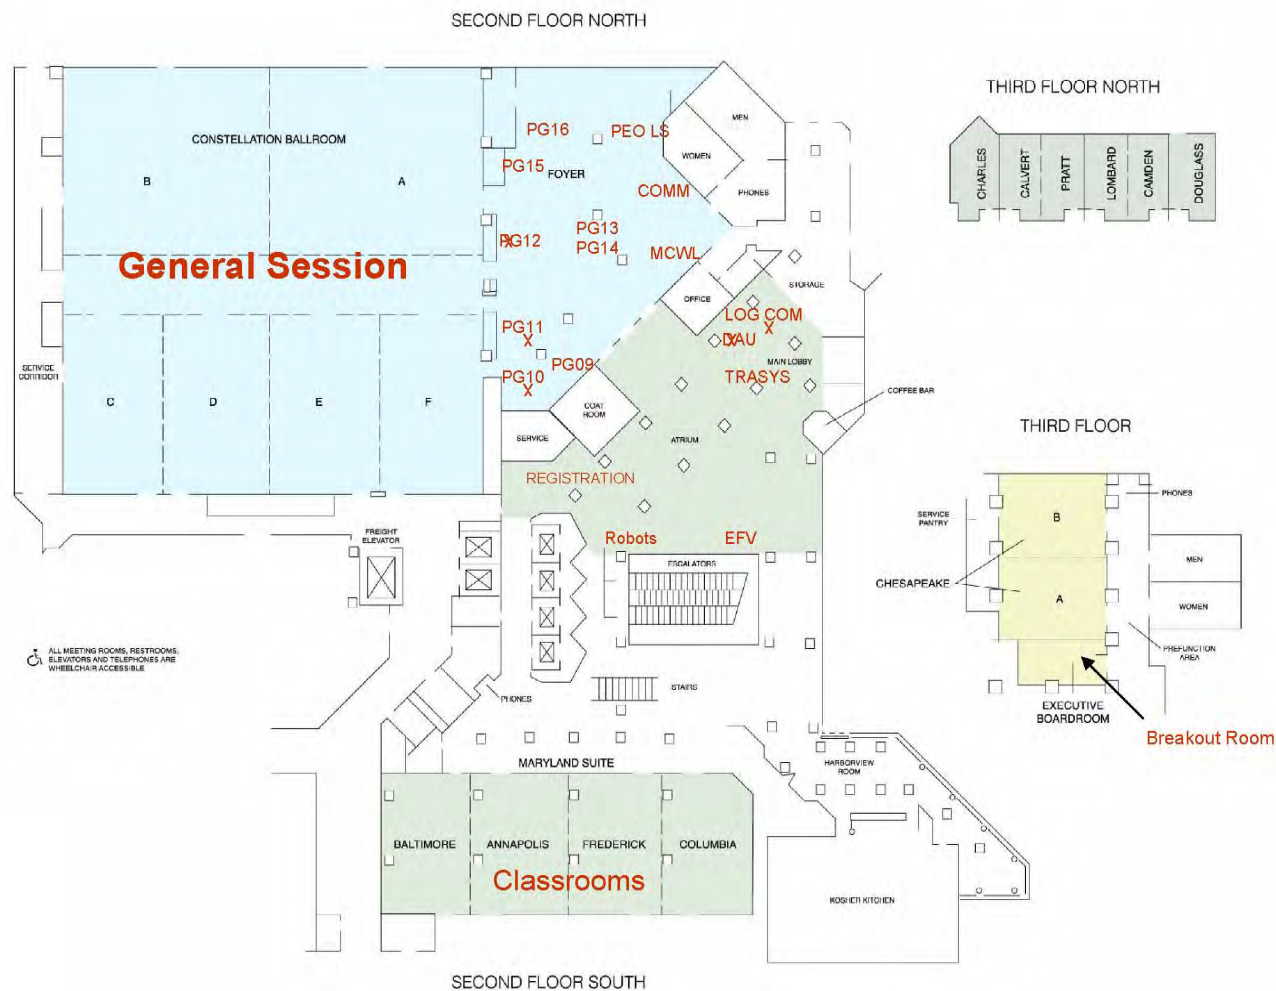 SECOND FLOOR NORTH
THIRD FLOOR NORTH
CONSTELLATION BALLROOM
B
A
General Session
C
D
E
F
SERVICE
CORRIDOR
PG16
PEO LS
PG15
FOYER
COMM
PG12
X
PG13
PG14
MCWL
PG11
X
PG09
PG10
X
MEN
WOMEN
PHONES
OFFICE
STORAGE
LOG COM
X
DAU
X
MAIN LOBBY
TRASYS
COFFEE BAR
COAT
ROOM
SERVICE
ATRIUM
REGISTRATION
Robots
EFV
ESCALATORS
FREIGHT
ELEVATOR
CHARLES
CALVERT
PRATT
LOMBARD
CAMDEN
DOUGLASS
THIRD FLOOR
SERVICE
PANTRY
B
PHONES
MEN
CHESAPEAKE
A
WOMEN
PREFUNCTION
AREA
EXECUTIVE
BOARDROOM
Breakout Room
ALL MEETING ROOMS, RESTROOMS,
ELEVATORS AND TELEPHONES ARE
WHEELCHAIR ACCESSIBLE
PHONES
STAIRS
MARYLAND SUITE
BALTIMORE
ANNAPOLIS
FREDERICK
COLUMBIA
Classrooms
HARBORVIEW
ROOM
KOSHER KITCHEN
SECOND FLOOR SOUTH